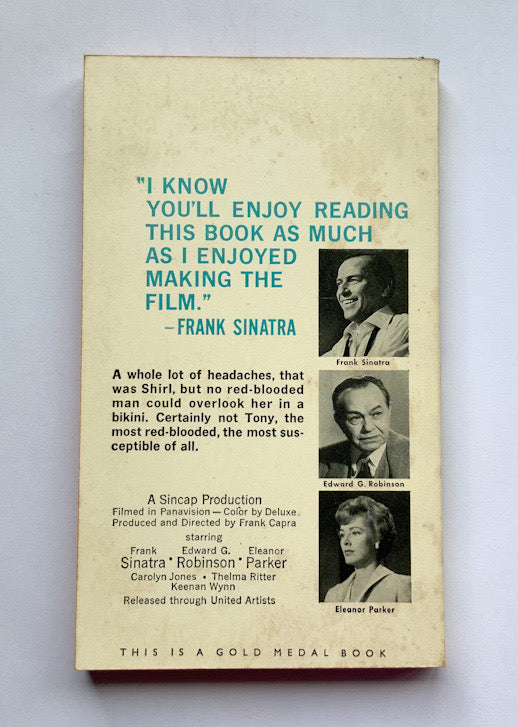 "I KNOW
YOU'LL ENJOY READING
THIS BOOK AS MUCH
AS I ENJOYED
MAKING THE
FILM."
–FRANK SINATRA
Frank Sinatra
A whole lot of headaches, that
was Shirl, but no red-blooded
man could overlook her in a
bikini. Certainly not Tony, the
most red-blooded, the most sus-
ceptible of all.
Edward G. Robinson
A Sincap Production
Filmed in Panavision — Color by Deluxe
Produced and Directed by Frank Capra
starring
Frank Edward G. Eleanor
Sinatra • Robinson • Parker
Carolyn Jones • Thelma Ritter
Keenan Wynn
Released through United Artists
Eleanor Parker
THIS IS A GOLD MEDAL BOOK